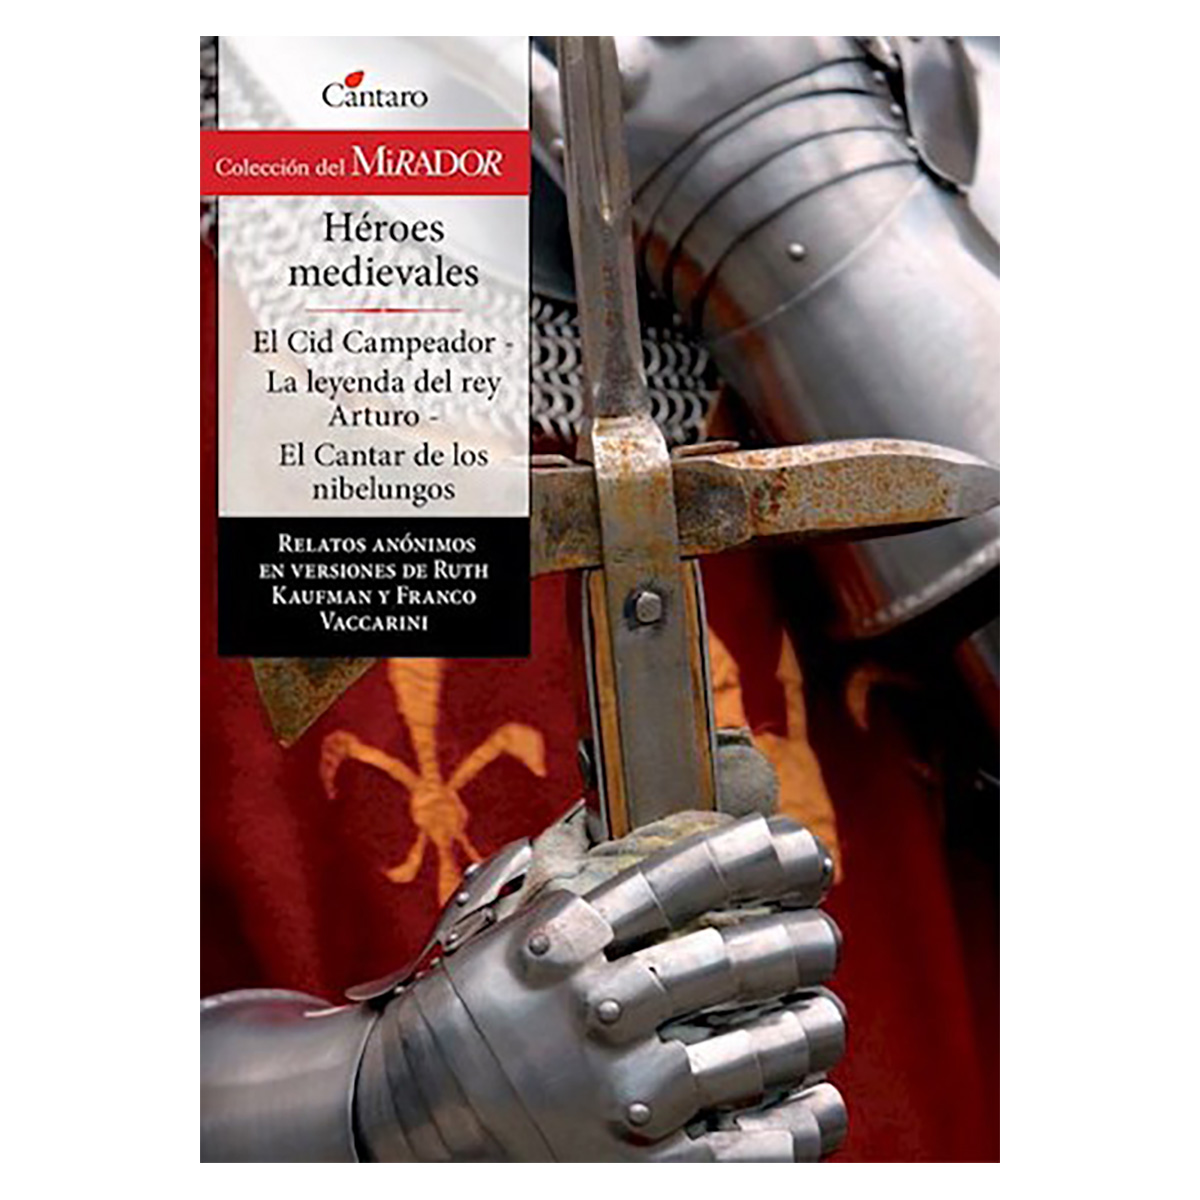 Cántaro
Colección del MiRADOR
Héroes
medievales
El Cid Campeador -
La leyenda del rey
Arturo -
El Cantar de los
nibelungos
RELATOS ANÓNIMOS
EN VERSIONES DE RUTH
KAUFMAN Y FRANCO
VACCARINI